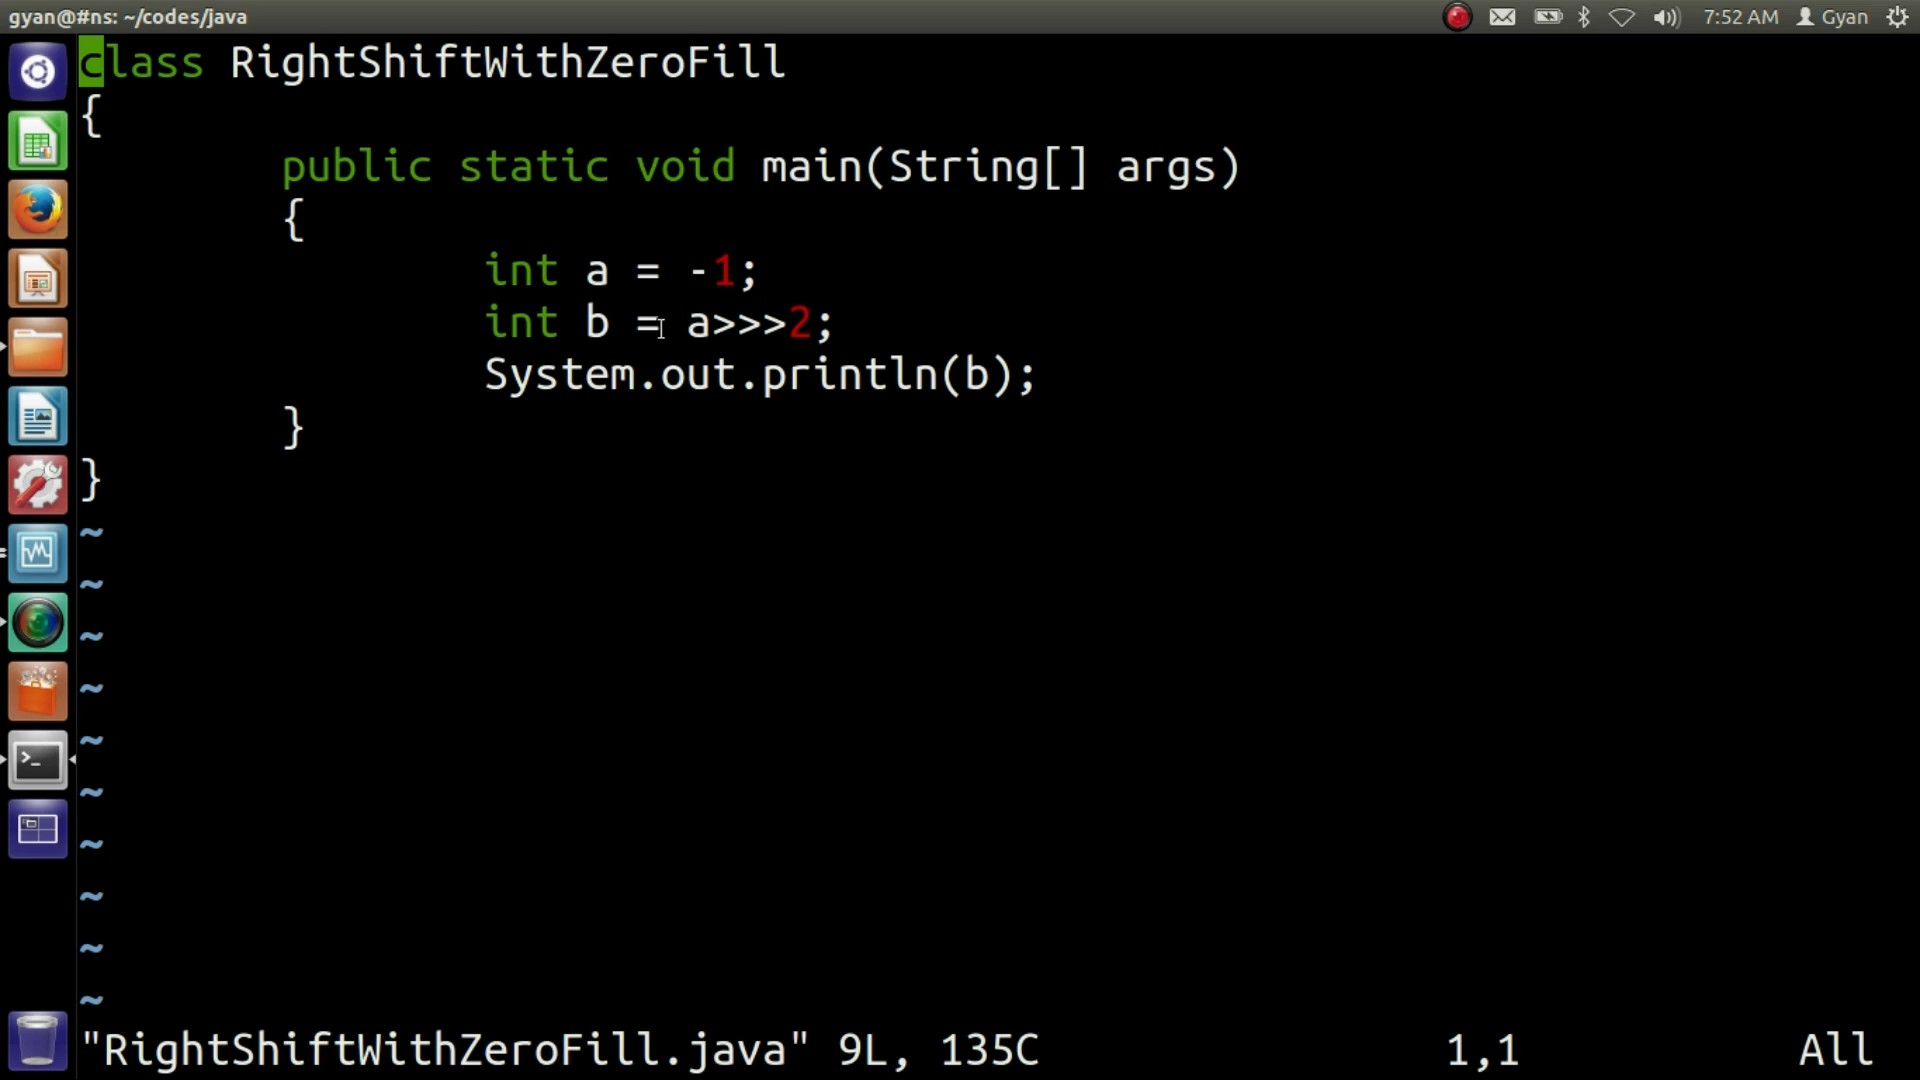 gyan@#ns: ~/codes/java 7:52 AM Gyan
class RightShiftWithZeroFill
{
public static void main(String[] args)
{
int a = -1;
int b = a>>>2;
System.out.println(b);
}
}
~
~
~
~
~
~
~
~
~
~
"RightShiftWithZeroFill.java" 9L, 135C 1,1 All